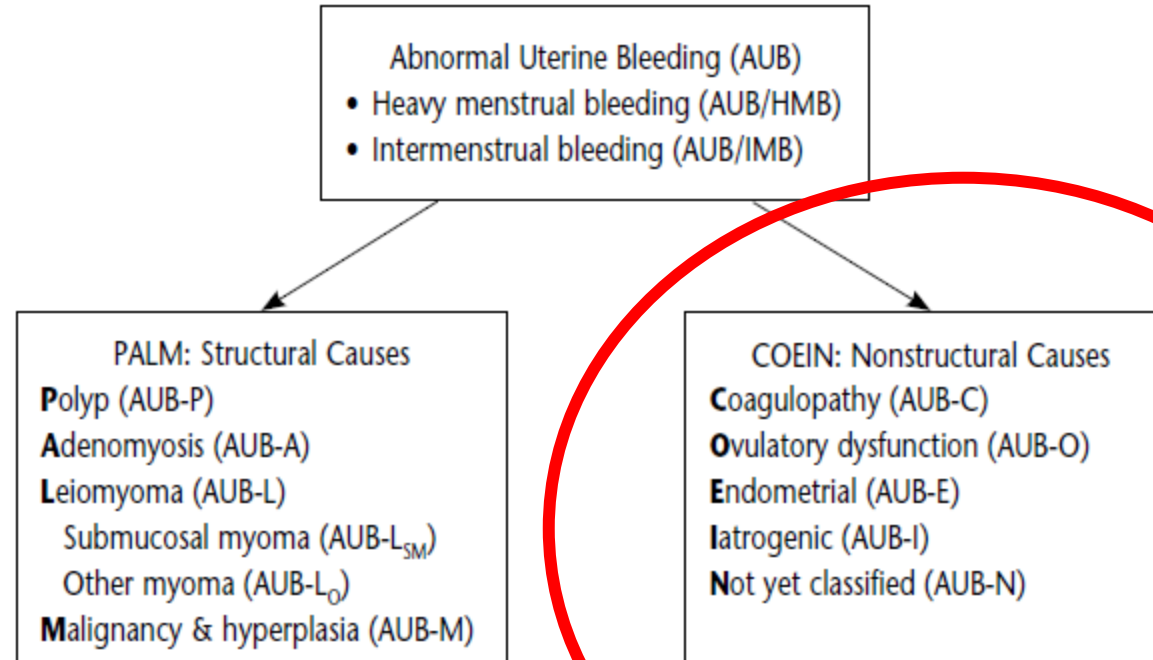 Abnormal Uterine Bleeding (AUB)
• Heavy menstrual bleeding (AUB/HMB)
• Intermenstrual bleeding (AUB/IMB)
PALM: Structural Causes
Polyp (AUB-P)
Adenomyosis (AUB-A)
Leiomyoma (AUB-L)
Submucosal myoma (AUB-LSM)
Other myoma (AUB-LO)
Malignancy & hyperplasia (AUB-M)
COEIN: Nonstructural Causes
Coagulopathy (AUB-C)
Ovulatory dysfunction (AUB-O)
Endometrial (AUB-E)
Iatrogenic (AUB-I)
Not yet classified (AUB-N)